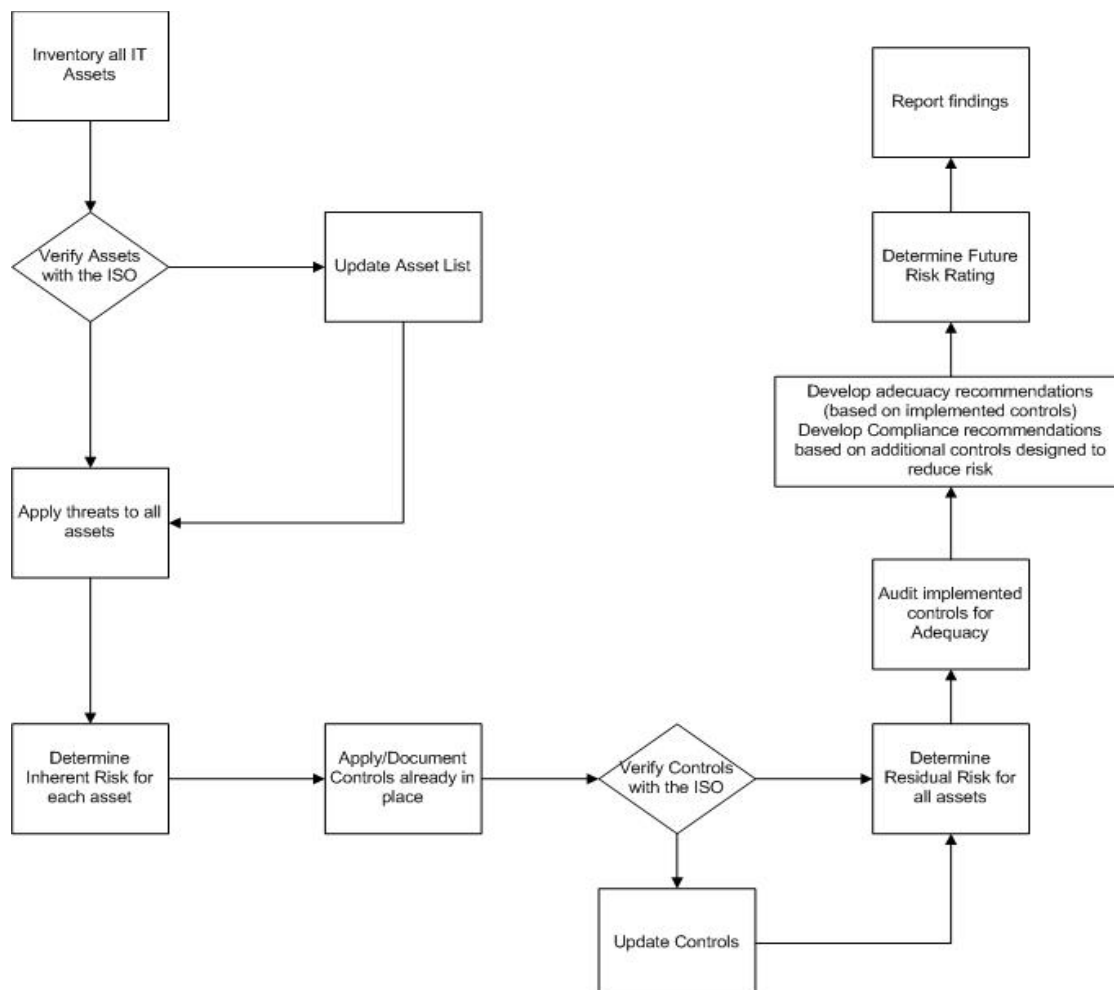 Inventory all IT
Assets
Verify Assets
with the ISO
Update Asset List
Apply threats to all
assets
Determine
Inherent Risk for
each asset
Apply/Document
Controls already in
place
Verify Controls
with the ISO
Update Controls
Determine
Residual Risk for
all assets
Audit implemented
controls for
Adequacy
Develop adecuacy recommendations
(based on implemented controls)
Develop Compliance recommendations
based on additional controls designed to
reduce risk
Determine Future
Risk Rating
Report findings